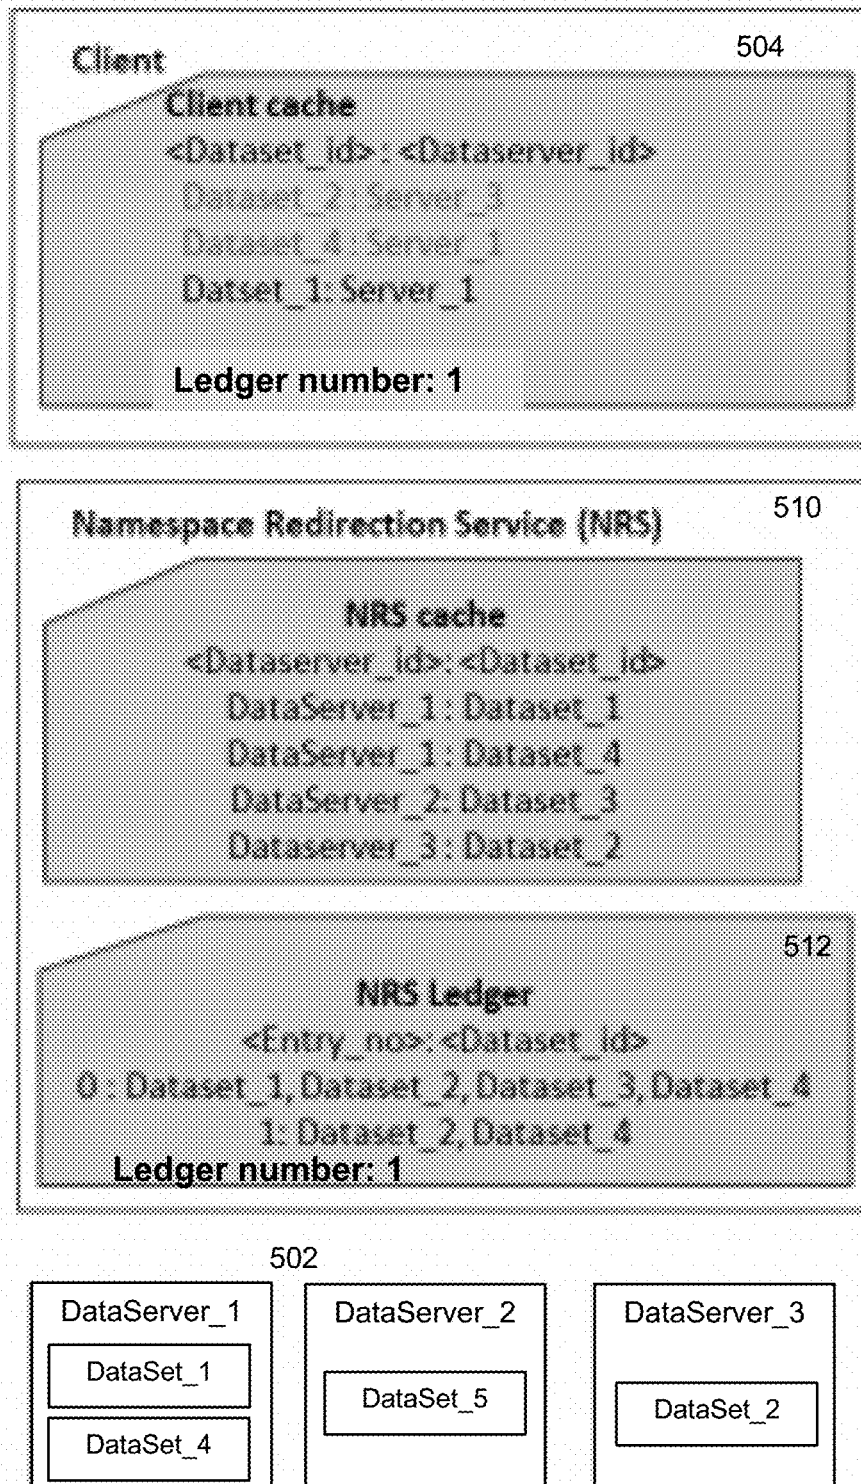 504
Client
Client cache
<Dataset_id> : <Dataserver_id>
Dataset_2 : Server_3
Dataset_4 : Server_1
Datset_1: Server_1
Ledger number: 1
510
Namespace Redirection Service (NRS)
NRS cache
<Dataserver_id>: <Dataset_id>
DataServer_1 : Dataset_1
DataServer_1 : Dataset_4
DataServer_2: Dataset_3
Dataserver_3 : Dataset_2
512
NRS Ledger
<Entry_no>: <Dataset_id>
0 : Dataset_1, Dataset_2, Dataset_3, Dataset_4
1: Dataset_2, Dataset_4
Ledger number: 1
502
DataServer_1
DataSet_1
DataSet_4
DataServer_2
DataSet_5
DataServer_3
DataSet_2